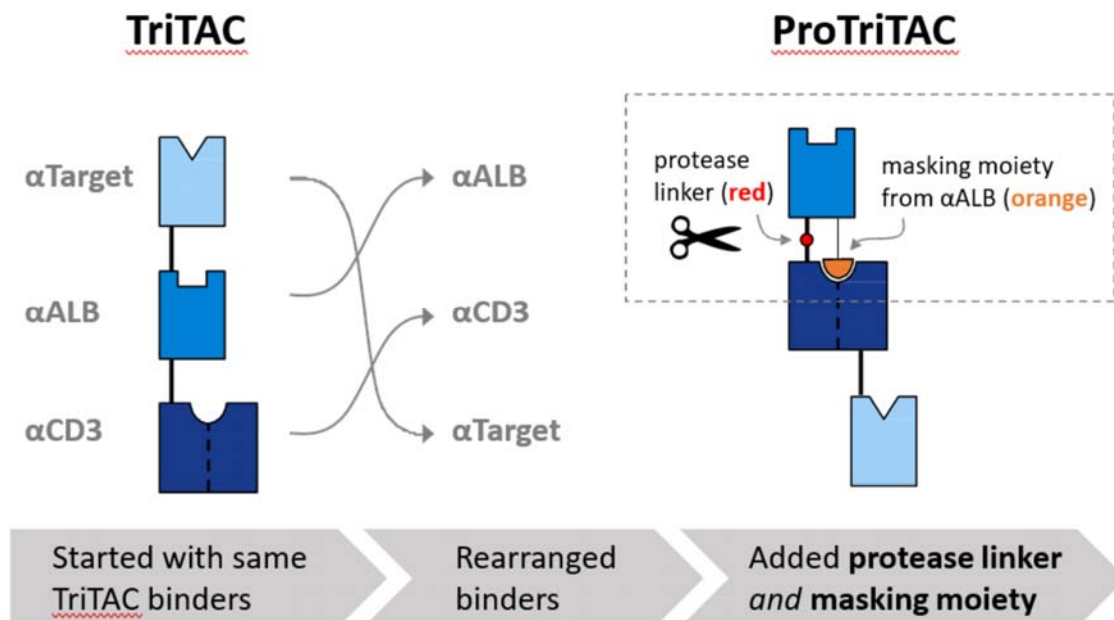 TriTAC
ProTriTAC
αTarget
αALB
αCD3
αALB
αCD3
αTarget
protease
linker (red)
masking moiety
from αALB (orange)
Started with same
TriTAC binders
Rearranged
binders
Added protease linker
and masking moiety